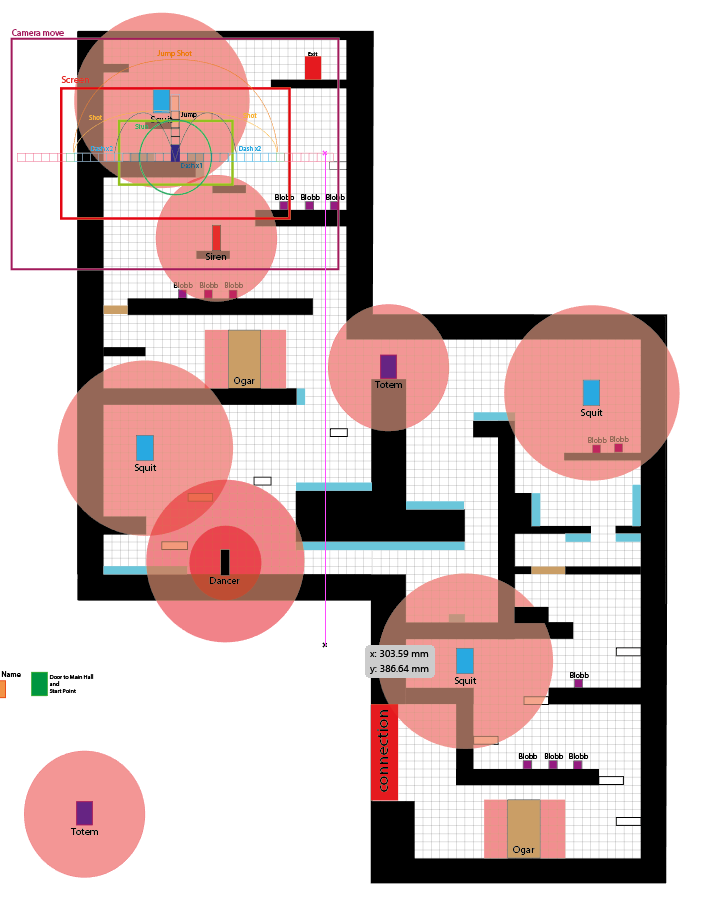 Camera move
Exit
Jump Shot
Screen
Squit
Shot
Jump
Shot
Dash x2
Dash x2
Dash x1
Blobb
Blobb
Blobb
Siren
Blobb
Blobb
Blobb
Ogar
Totem
Squit
Blobb
Blobb
Squit
Dancer
x: 303.59 mm
y: 386.64 mm
Squit
Name
Door to Main Hall
and
Start Point
Blobb
connection
Blobb
Blobb
Blobb
Totem
Ogar